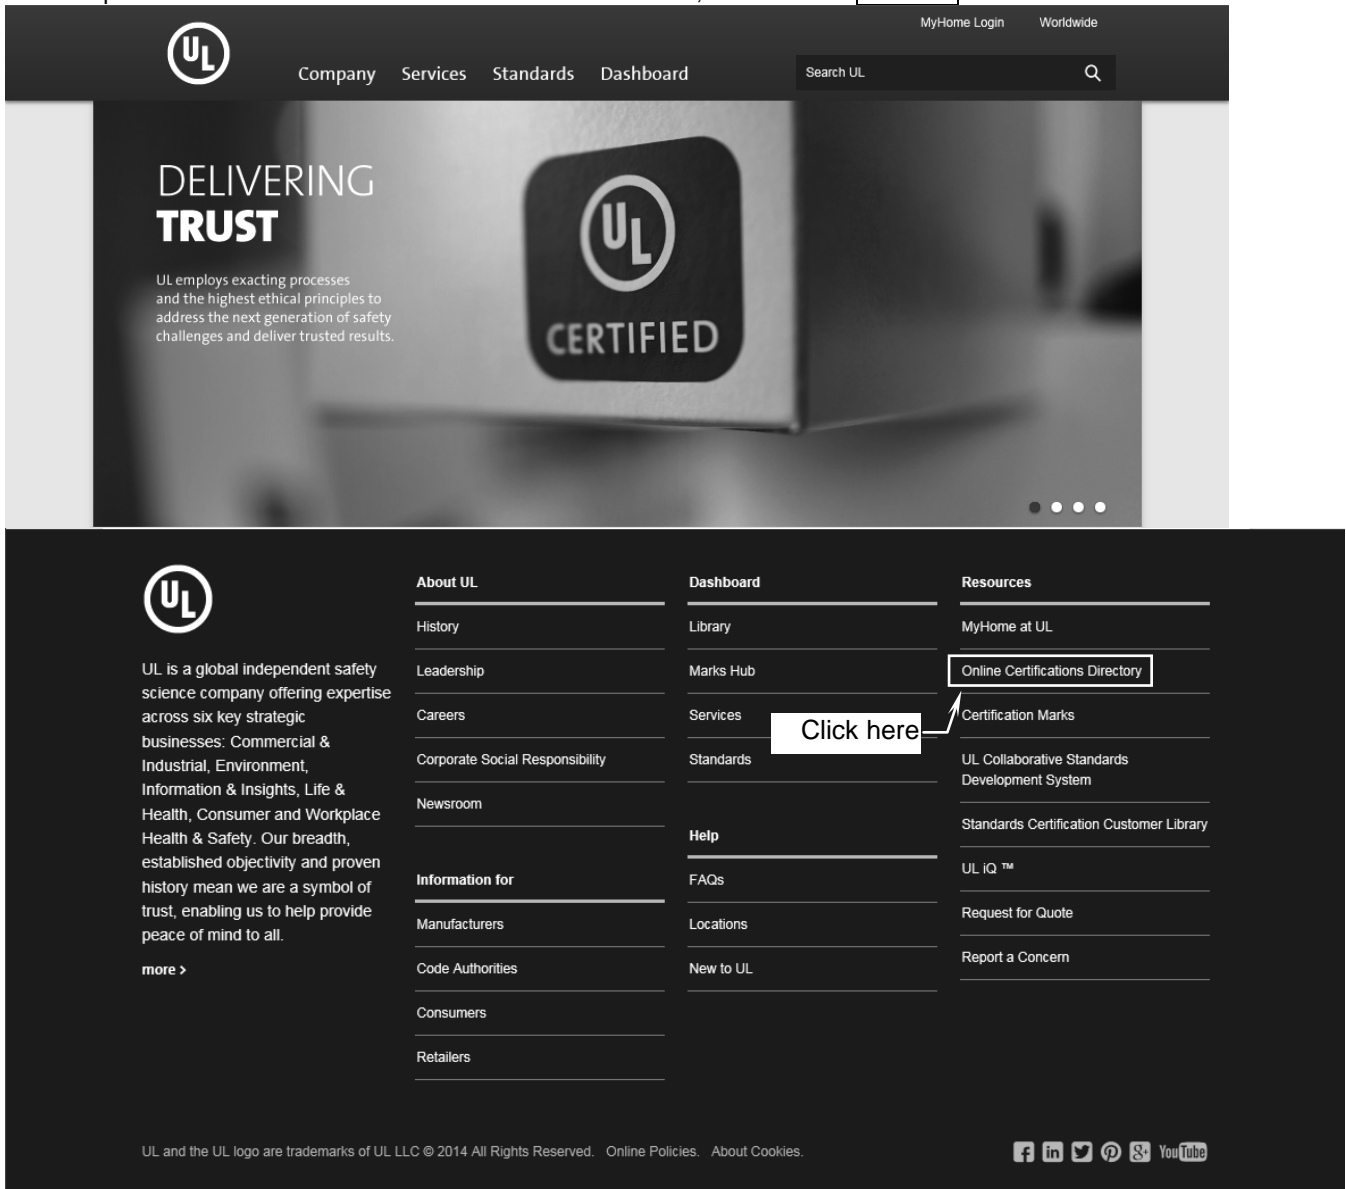 MyHome Login Worldwide
UL
Company Services Standards Dashboard
Search UL
DELIVERING
TRUST
UL employs exacting processes
and the highest ethical principles to
address the next generation of safety
challenges and deliver trusted results.
UL
CERTIFIED
UL
UL is a global independent safety
science company offering expertise
across six key strategic
businesses: Commercial &
Industrial, Environment,
Information & Insights, Life &
Health, Consumer and Workplace
Health & Safety. Our breadth,
established objectivity and proven
history mean we are a symbol of
trust, enabling us to help provide
peace of mind to all.
more >
About UL
History
Leadership
Careers
Corporate Social Responsibility
Newsroom
Information for
Manufacturers
Code Authorities
Consumers
Retailers
Dashboard
Library
Marks Hub
Services
Click here
Standards
Help
FAQs
Locations
New to UL
Resources
MyHome at UL
Online Certifications Directory
Certification Marks
UL Collaborative Standards
Development System
Standards Certification Customer Library
UL iQ ™
Request for Quote
Report a Concern
UL and the UL logo are trademarks of UL LLC © 2014 All Rights Reserved. Online Policies. About Cookies.
YouTube